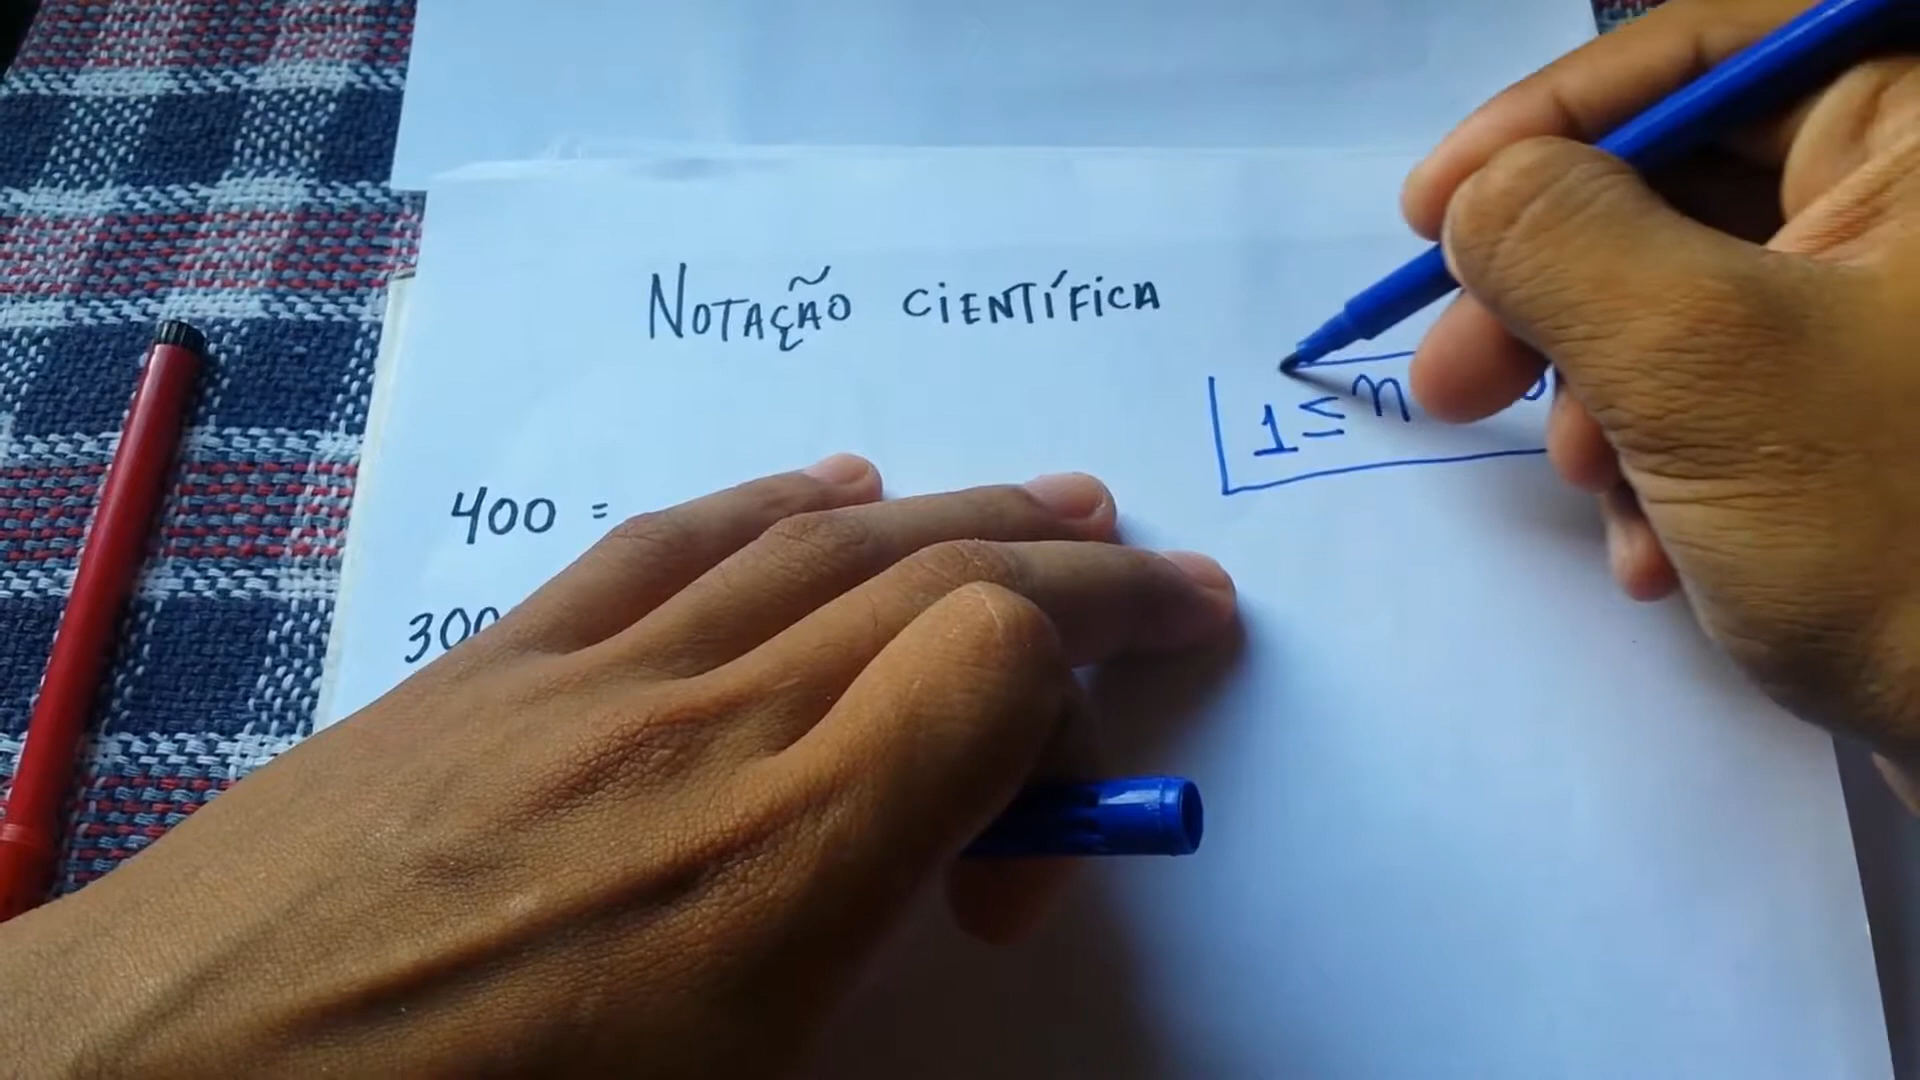 NOTAÇÃO CIENTÍFICA
1 ≤ n
400 =
300